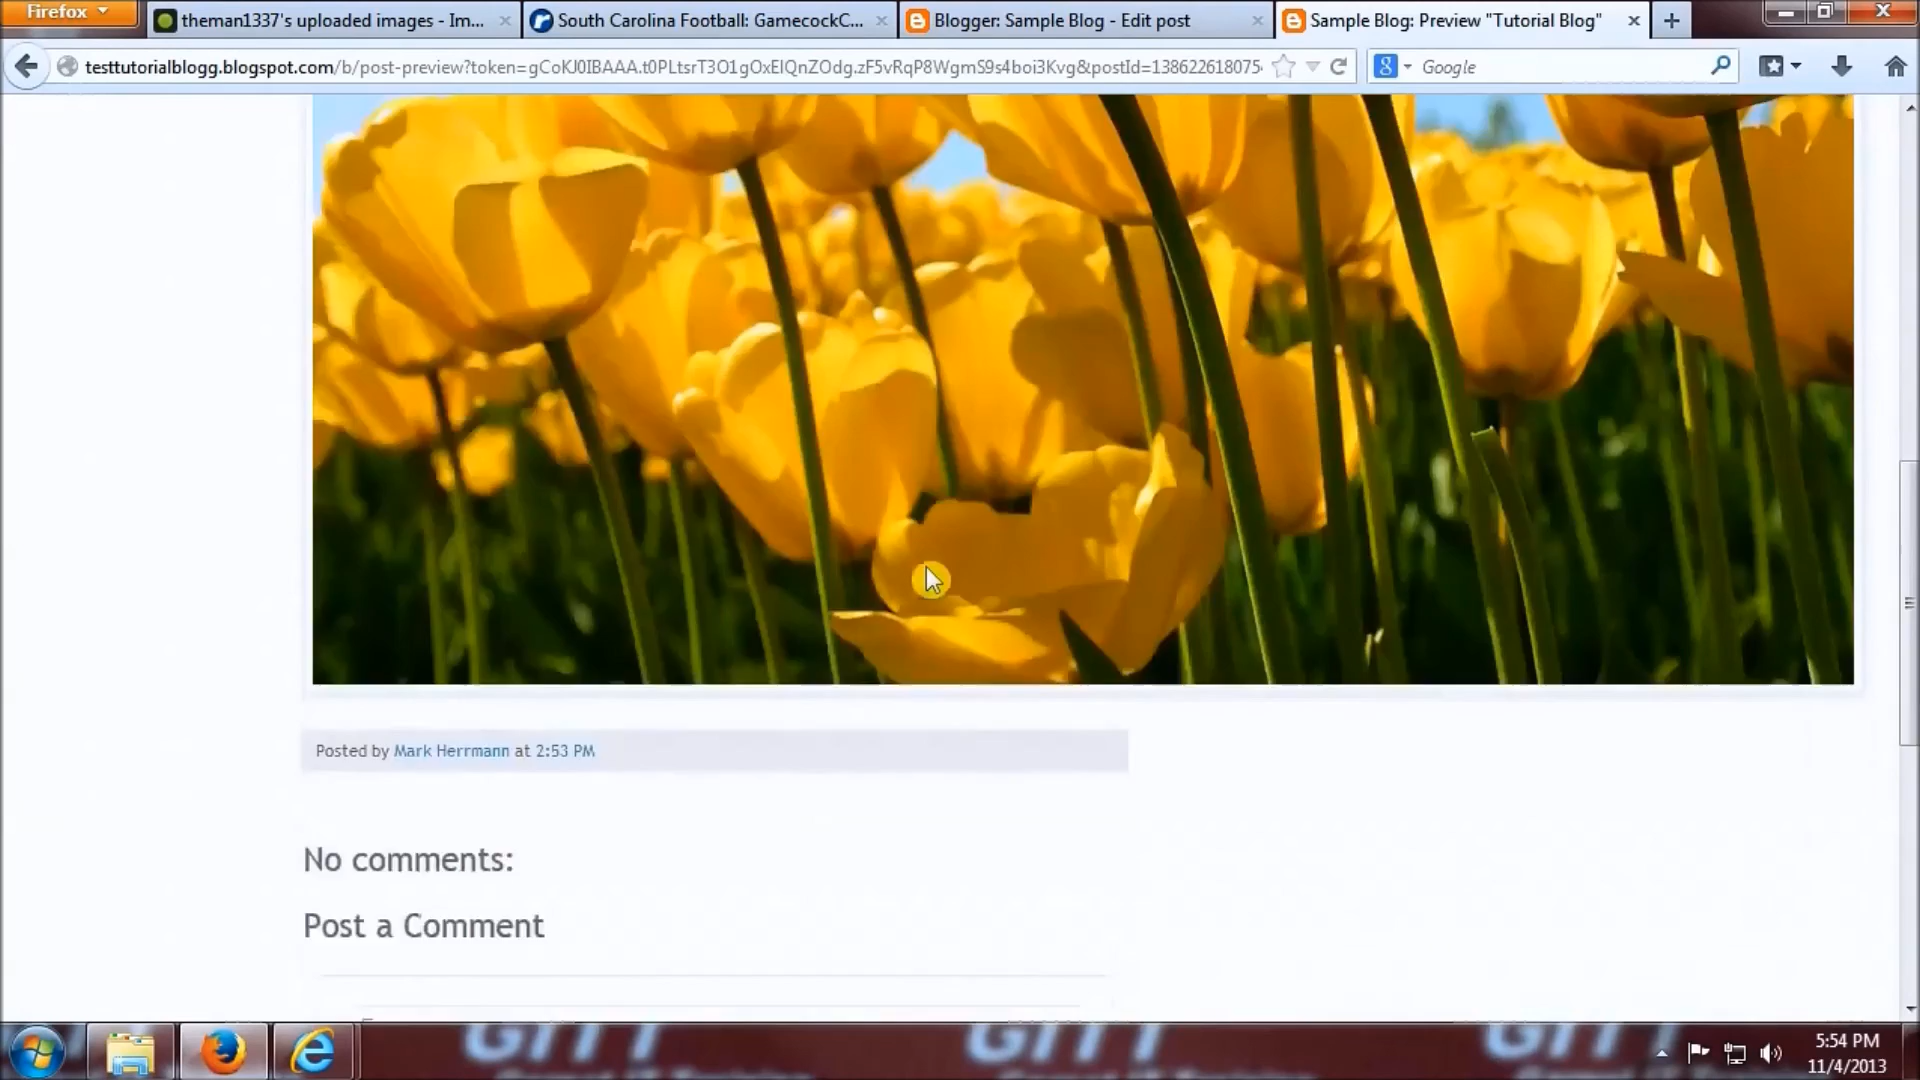 Firefox
theman1337's uploaded images - Im...
South Carolina Football: GamecockC...
Blogger: Sample Blog - Edit post
Sample Blog: Preview "Tutorial Blog"
testtutorialblogg.blogspot.com/b/post-preview?token=gCoKJ0IBAAA.t0PLtsrT3O1gOxElQnZOdg.zF5vRqP8WgmS9s4boi3Kvg&postId=138622618075
Google
Posted by Mark Herrmann at 2:53 PM
No comments:
Post a Comment
5:54 PM
11/4/2013